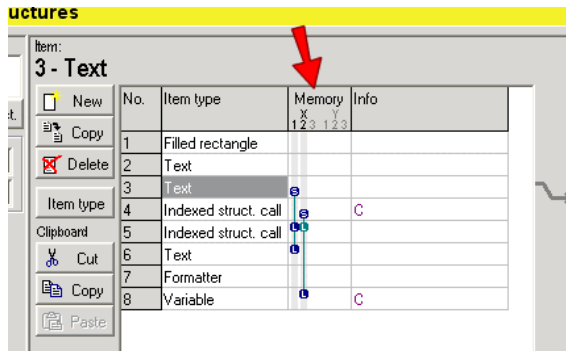 uctures
Item:
3 - Text
New
Copy
Delete
Item type
Clipboard
Cut
Copy
Paste
No. Item type Memory Info
X Y
1 2 3 1 2 3
1 Filled rectangle
2 Text
3 Text S
4 Indexed struct. call S C
5 Indexed struct. call L L
6 Text L
7 Formatter
8 Variable L C